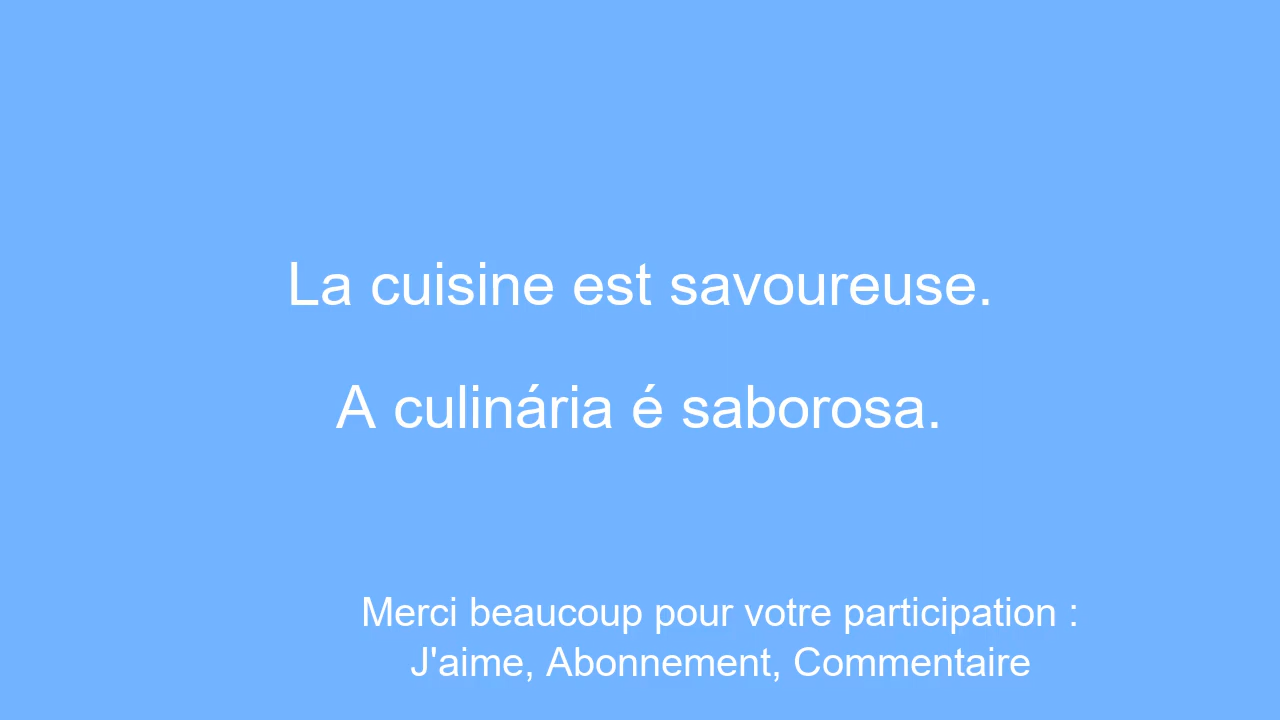 La cuisine est savoureuse.
A culinária é saborosa.
Merci beaucoup pour votre participation :
J'aime, Abonnement, Commentaire